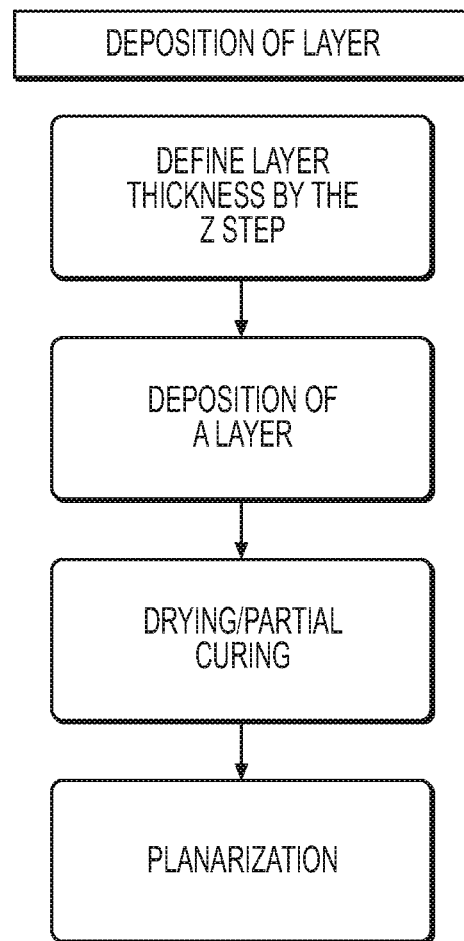 DEPOSITION OF LAYER
DEFINE LAYER
THICKNESS BY THE
Z STEP
DEPOSITION OF
A LAYER
DRYING/PARTIAL
CURING
PLANARIZATION